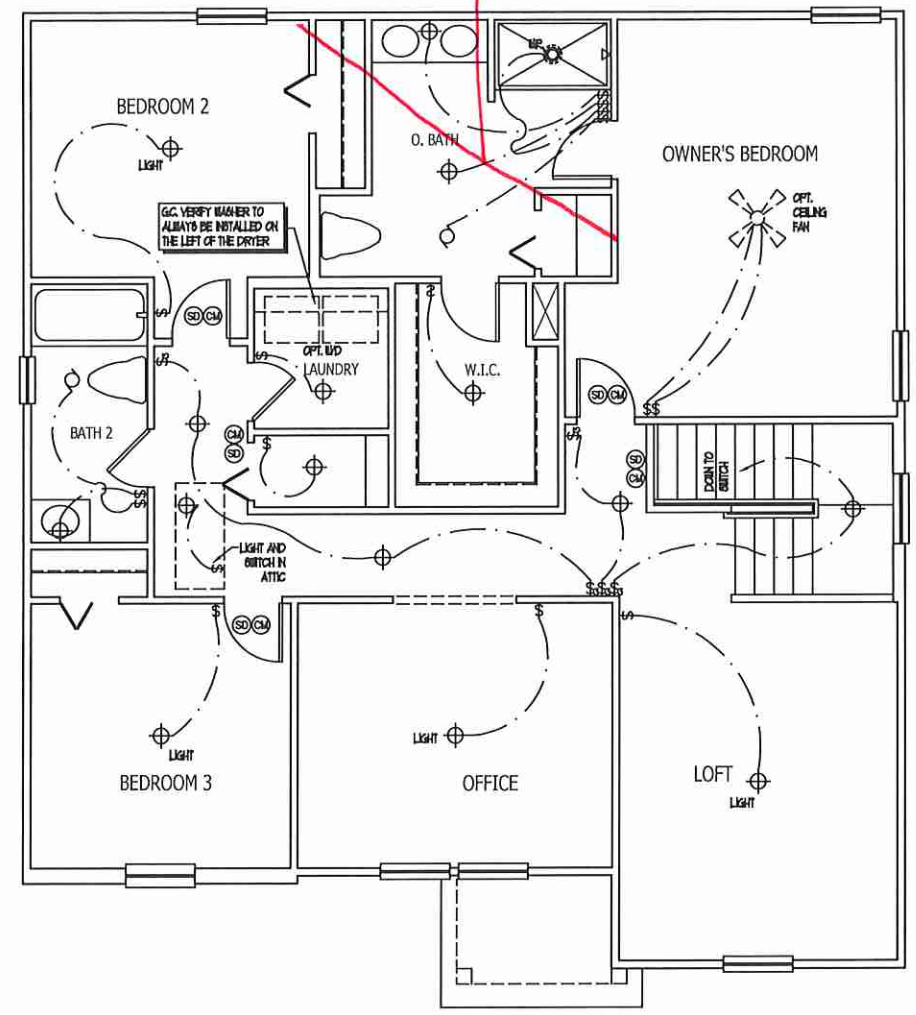 WP
BEDROOM 2
O. BATH
OWNER'S BEDROOM
LIGHT
OPT.
CEILING
FAN
G.C. VERIFY WASHER TO
ALWAYS BE INSTALLED ON
THE LEFT OF THE DRYER
SD CM
OPT. W/D
LAUNDRY
W.I.C.
SD CM
BATH 2
CM
SD
SD
CM
DOWN TO
SWITCH
LIGHT AND
SWITCH IN
ATTIC
SD CM
LIGHT
LIGHT
BEDROOM 3
OFFICE
LOFT
LIGHT